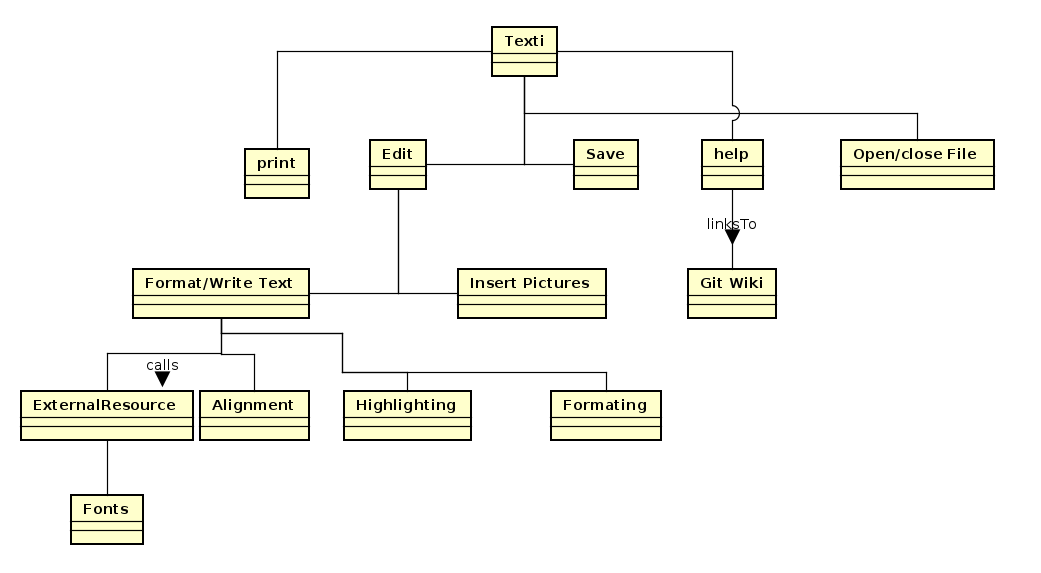 Texti
print
Edit
Save
help
Open/close File
linksTo
Format/Write Text
Insert Pictures
Git Wiki
calls
ExternalResource
Alignment
Highlighting
Formating
Fonts